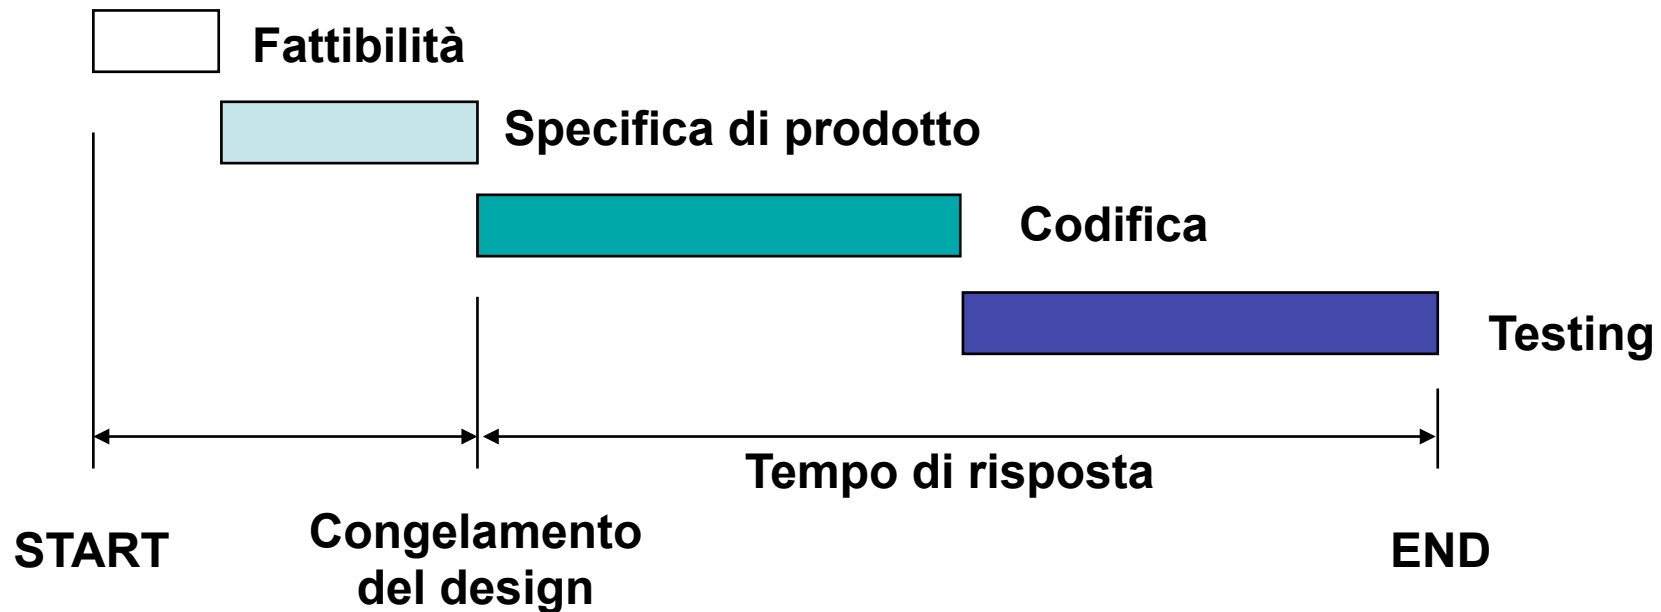 Fattibilità
Specifica di prodotto
Codifica
Testing
Tempo di risposta
START
Congelamento
del design
END